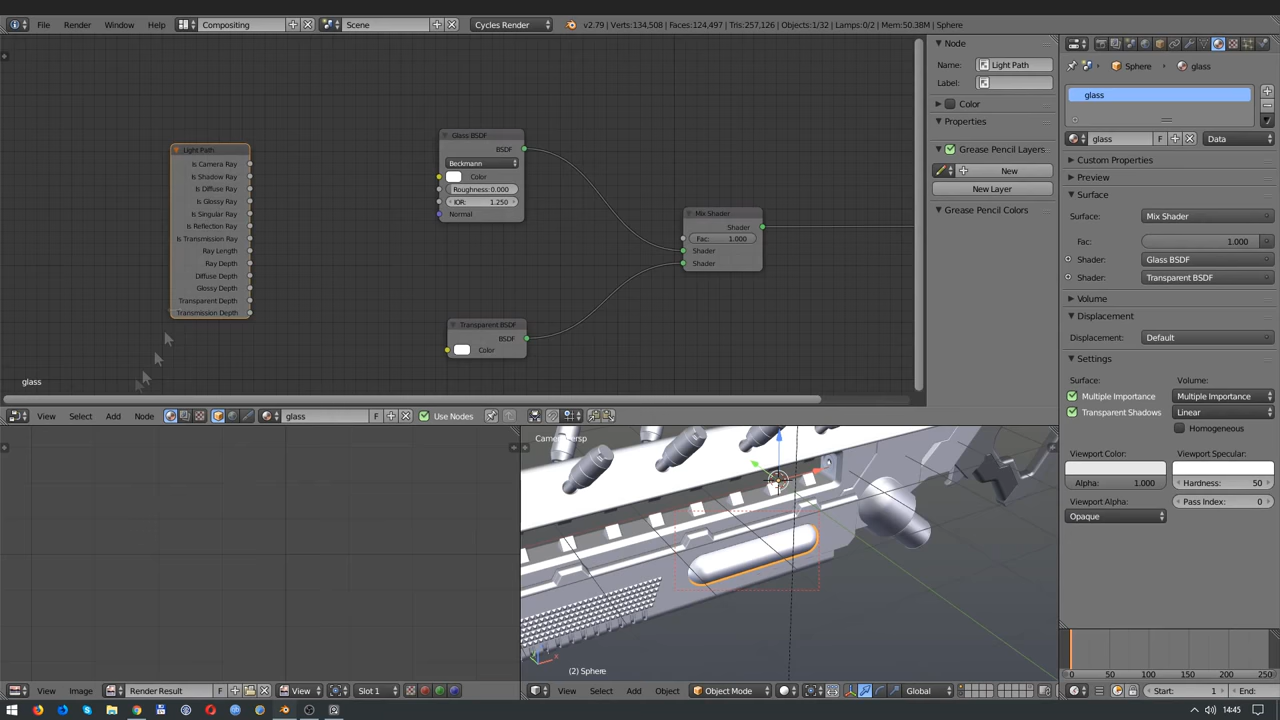 File Render Window Help Compositing Scene Cycles Render v2.79 | Verts:134,508 | Faces:124,497 | Tris:257,126 | Objects:1/32 | Lamps:0/2 | Mem:50.38M | Sphere
Light Path
Is Camera Ray
Is Shadow Ray
Is Diffuse Ray
Is Glossy Ray
Is Singular Ray
Is Reflection Ray
Is Transmission Ray
Ray Length
Ray Depth
Diffuse Depth
Glossy Depth
Transparent Depth
Transmission Depth
Glass BSDF
BSDF
Beckmann
Color
Roughness:0.000
IOR: 1.250
Normal
Transparent BSDF
BSDF
Color
Mix Shader
Shader
Fac: 1.000
Shader
Shader
glass
Node
Name: Light Path
Label:
Color
Properties
Grease Pencil Layers
New
New Layer
Grease Pencil Colors
Sphere glass
glass
glass F Data
Custom Properties
Preview
Surface
Surface: Mix Shader
Fac: 1.000
Shader: Glass BSDF
Shader: Transparent BSDF
Volume
Displacement
Displacement: Default
Settings
Surface: Volume:
Multiple Importance Multiple Importance
Transparent Shadows Linear
Homogeneous
Viewport Color: Viewport Specular:
Alpha: 1.000 Hardness: 50
Viewport Alpha: Pass Index: 0
Opaque
View Select Add Node glass F Use Nodes
Camera Persp
(2) Sphere
View Image Render Result F View Slot 1
View Select Add Object Object Mode Global
0 50 100 150 200 250
Start: 1 End:
14:45